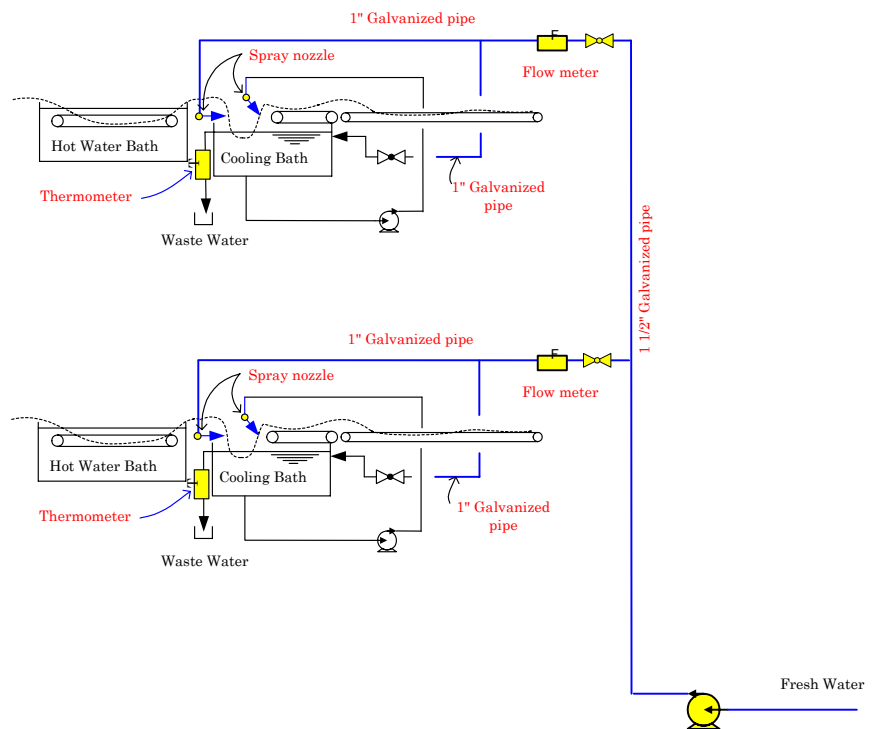 1" Galvanized pipe
F
Spray nozzle
Flow meter
Hot Water Bath
Cooling Bath
Thermometer
1" Galvanized
pipe
Waste Water
1 1/2" Galvanized pipe
1" Galvanized pipe
F
Spray nozzle
Flow meter
Hot Water Bath
Cooling Bath
Thermometer
1" Galvanized
pipe
Waste Water
Fresh Water